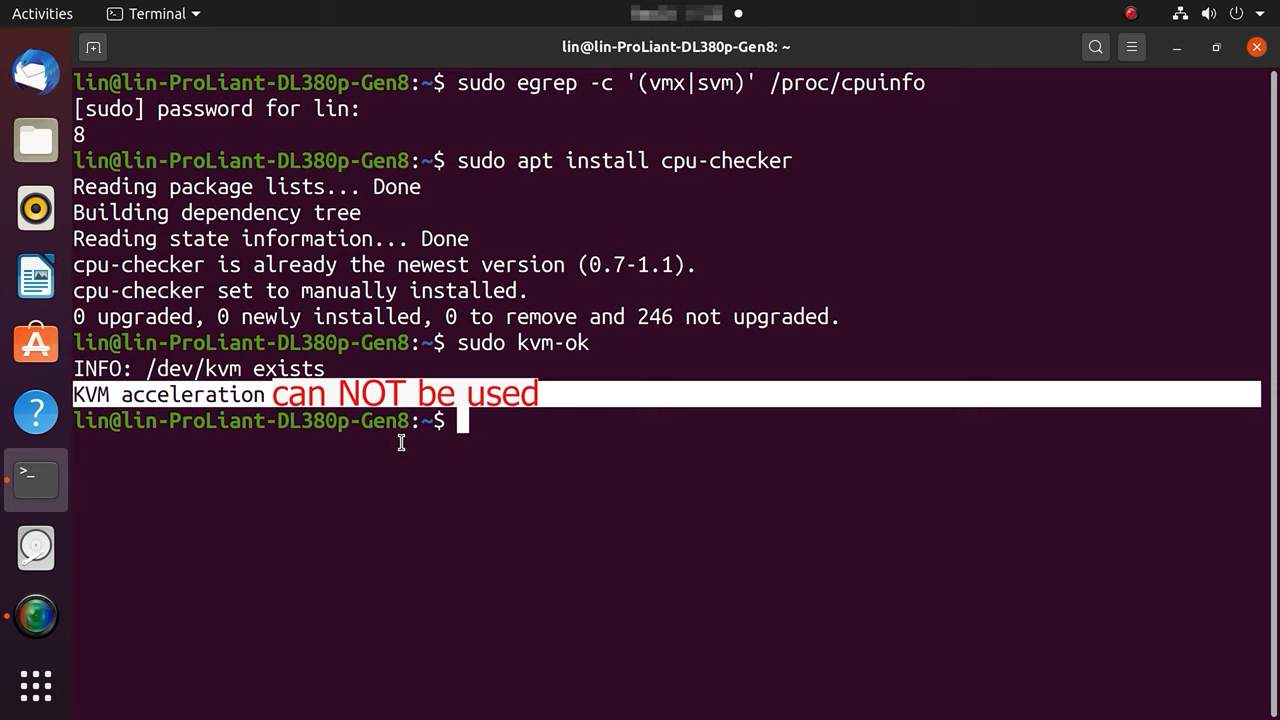 Activities
Terminal
lin@lin-ProLiant-DL380p-Gen8: ~
lin@lin-ProLiant-DL380p-Gen8:~$ sudo egrep -c '(vmx|svm)' /proc/cpuinfo
[sudo] password for lin:
8
lin@lin-ProLiant-DL380p-Gen8:~$ sudo apt install cpu-checker
Reading package lists... Done
Building dependency tree
Reading state information... Done
cpu-checker is already the newest version (0.7-1.1).
cpu-checker set to manually installed.
0 upgraded, 0 newly installed, 0 to remove and 246 not upgraded.
lin@lin-ProLiant-DL380p-Gen8:~$ sudo kvm-ok
INFO: /dev/kvm exists
KVM acceleration can NOT be used
lin@lin-ProLiant-DL380p-Gen8:~$